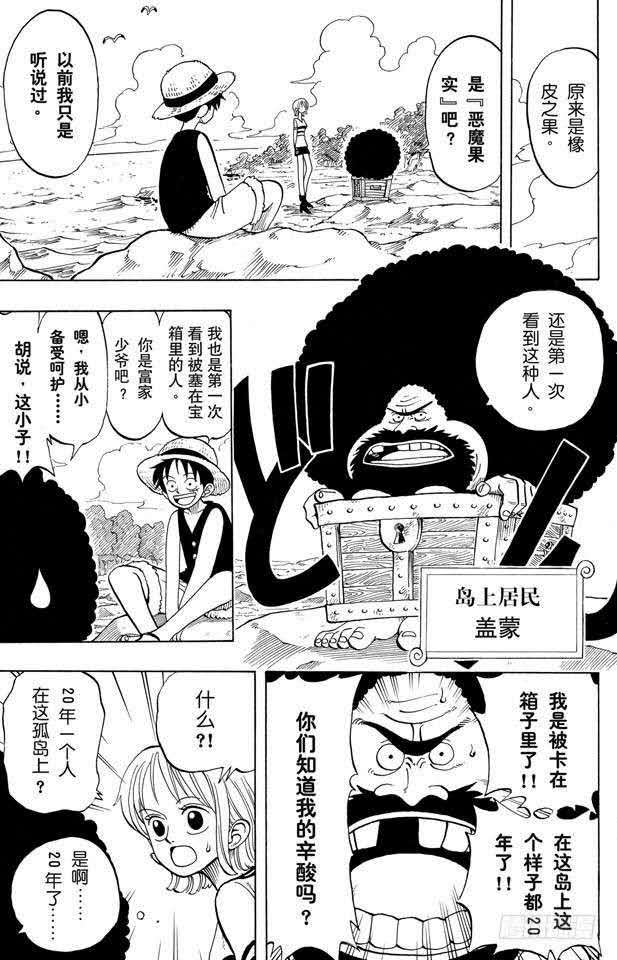 原来是橡
皮之果。
是『恶魔果
实』吧？
以前我只是
听说过。
还是第一次
看到这种人。
岛上居民
盖蒙
我也是第一次
看到被塞在宝
箱里的人。
你是富家
少爷吧？
嗯，我从小
备受呵护……
胡说，这小子！！
我是被卡在
箱子里了！！
在这岛上这
个样子都20
年了！！
你们知道我的辛酸吗？
什么？！
20年一个人
在这孤岛上？
是啊……
20年了……